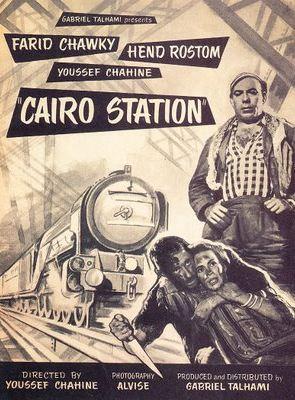 GABRIEL TALHAMI presents
FARID CHAWKY
HEND ROSTOM
YOUSSEF CHAHINE
"CAIRO STATION"
DIRECTED BY
YOUSSEF CHAHINE
PHOTOGRAPHY
ALVISE
PRODUCED and DISTRIBUTED by
GABRIEL TALHAMI